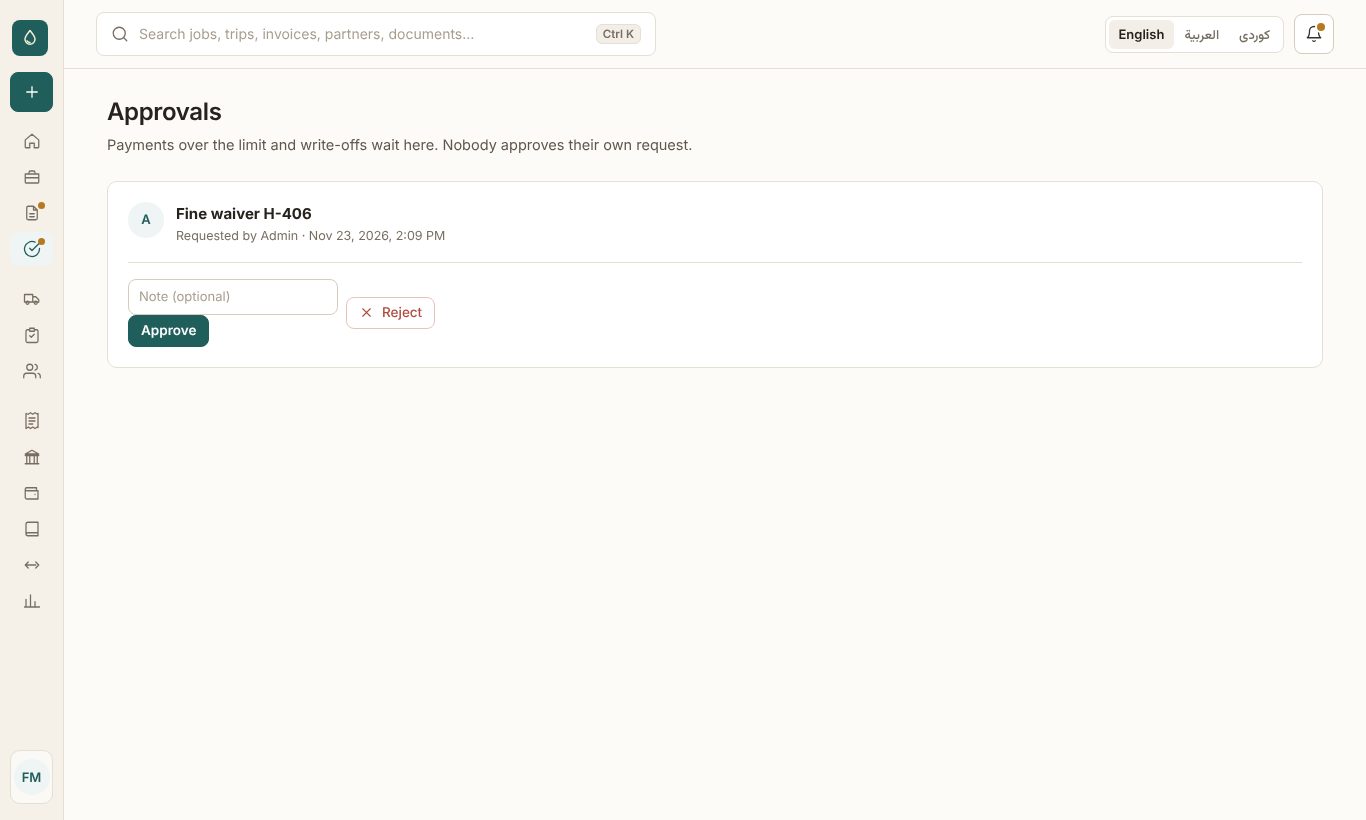 Search jobs, trips, invoices, partners, documents...
Ctrl K
English
العربية
کوردی
Approvals
Payments over the limit and write-offs wait here. Nobody approves their own request.
A
Fine waiver H-406
Requested by Admin · Nov 23, 2026, 2:09 PM
Note (optional)
Reject
Approve
FM